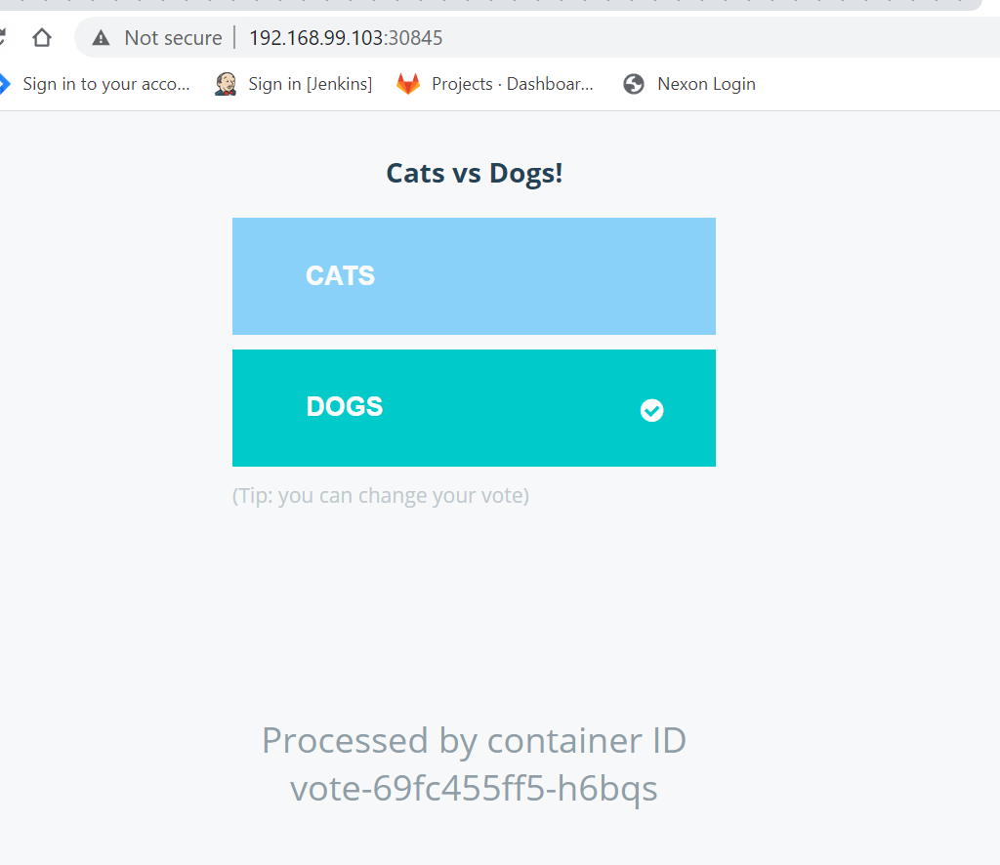 Not secure | 192.168.99.103:30845
Sign in to your acco... Sign in [Jenkins] Projects · Dashboar... Nexon Login
Cats vs Dogs!
CATS
DOGS
(Tip: you can change your vote)
Processed by container ID
vote-69fc455ff5-h6bqs